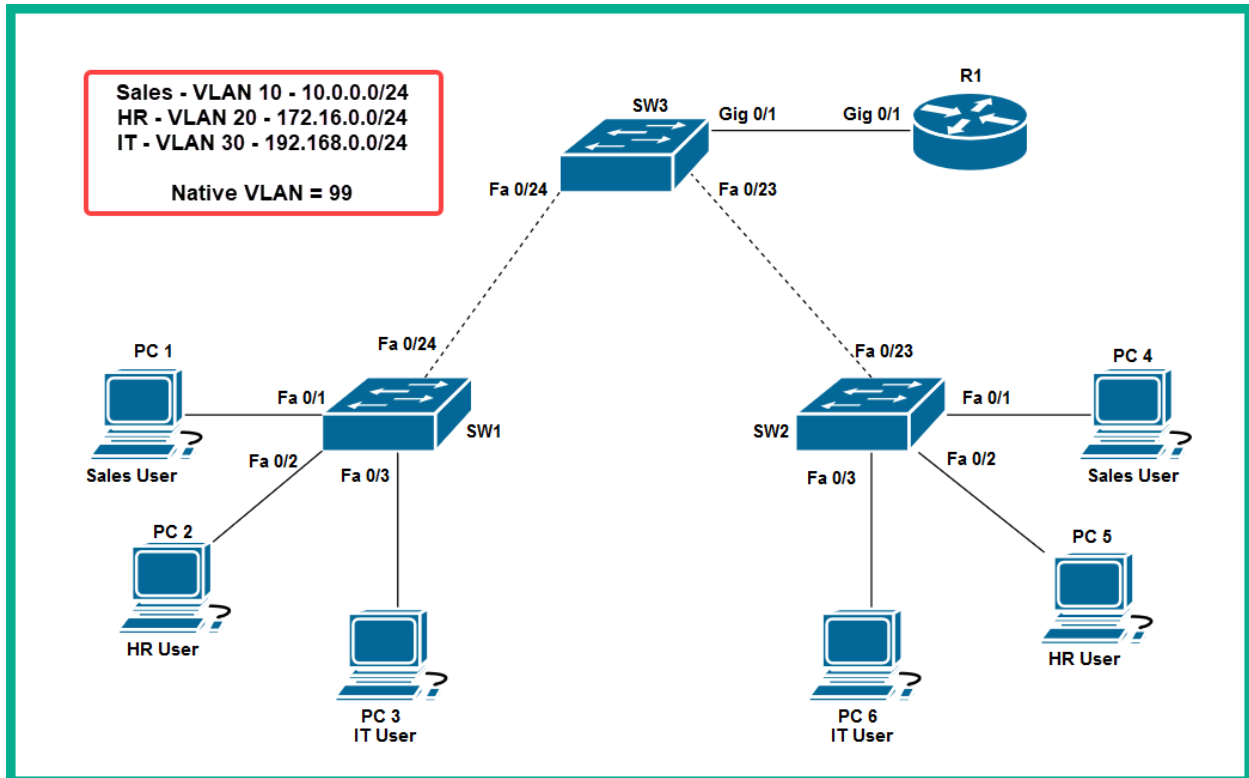 Sales - VLAN 10 - 10.0.0.0/24
HR - VLAN 20 - 172.16.0.0/24
IT - VLAN 30 - 192.168.0.0/24
Native VLAN = 99
R1
SW3
Gig 0/1
Gig 0/1
Fa 0/24
Fa 0/23
Fa 0/24
Fa 0/23
PC 1
PC 4
Fa 0/1
Fa 0/1
SW1
SW2
Fa 0/2
Fa 0/2
Fa 0/3
Fa 0/3
Sales User
Sales User
PC 2
PC 5
HR User
HR User
PC 3
IT User
PC 6
IT User